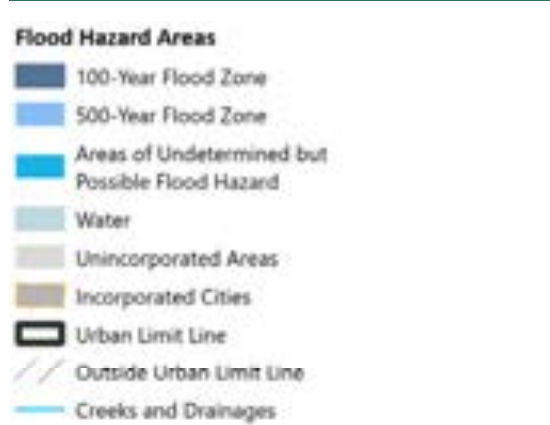 Flood Hazard Areas
100-Year Flood Zone
500-Year Flood Zone
Areas of Undetermined but
Possible Flood Hazard
Water
Unincorporated Areas
Incorporated Cities
Urban Limit Line
Outside Urban Limit Line
Creeks and Drainages